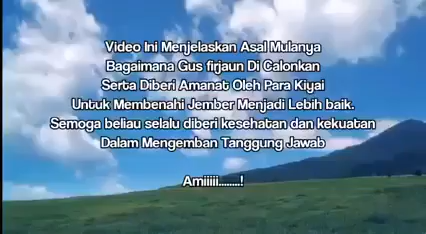 Video Ini Menjelaskan Asal Mulanya
Bagaimana Gus firjaun Di Calonkan
Serta Diberi Amanat Oleh Para Kiyai
Untuk Membenahi Jember Menjadi Lebih baik.
Semoga beliau selalu diberi kesehatan dan kekuatan
Dalam Mengemban Tanggung Jawab
Amiiiii........!